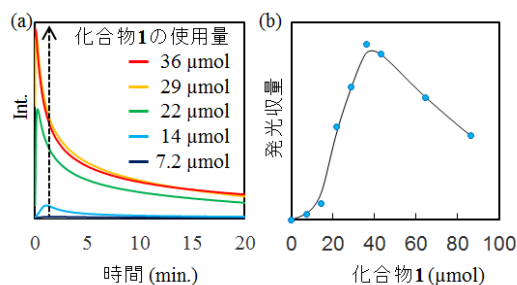 (a)
化合物1の使用量
36 µmol
29 µmol
22 µmol
14 µmol
7.2 µmol
Int.
0 5 10 15 20
時間 (min.)
(b)
発光収量
0 20 40 60 80 100
化合物1 (µmol)